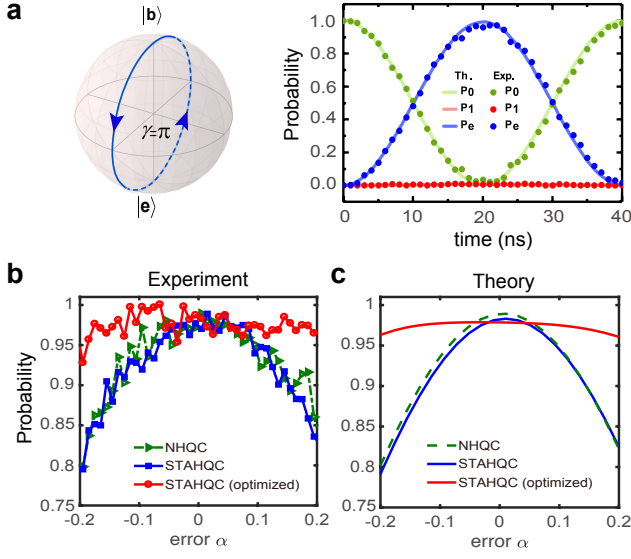 a
|b⟩
γ=π
|e⟩
Probability
1.0
0.8
0.6
0.4
0.2
0.0
Th. Exp.
P0 P0
P1 P1
Pe Pe
0 10 20 30 40
time (ns)
b Experiment
Probability
1
0.95
0.9
0.85
0.8
0.75
NHQC
STAHQC
STAHQC (optimized)
-0.2 -0.1 0 0.1 0.2
error α
c Theory
1
0.95
0.9
0.85
0.8
0.75
NHQC
STAHQC
STAHQC (optimized)
-0.2 -0.1 0 0.1 0.2
error α